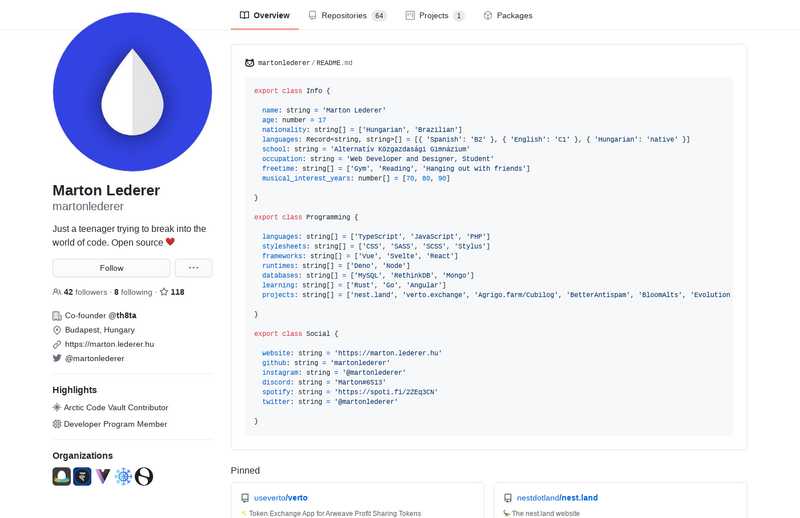 Overview
Repositories 64
Projects 1
Packages
Marton Lederer
martonlederer
Just a teenager trying to break into the
world of code. Open source
Follow
42 followers · 8 following · 118
Co-founder @th8ta
Budapest, Hungary
https://marton.lederer.hu
@martonlederer
Highlights
Arctic Code Vault Contributor
Developer Program Member
Organizations
martonlederer/README.md
export class Info {
name: string = 'Marton Lederer'
age: number = 17
nationality: string[] = ['Hungarian', 'Brazilian']
languages: Record<string, string>[] = [{ 'Spanish': 'B2' }, { 'English': 'C1' }, { 'Hungarian': 'native' }]
school: string = 'Alternatív Közgazdasági Gimnázium'
occupation: string = 'Web Developer and Designer, Student'
freetime: string[] = ['Gym', 'Reading', 'Hanging out with friends']
musical_interest_years: number[] = [70, 80, 90]
}
export class Programming {
languages: string[] = ['TypeScript', 'JavaScript', 'PHP']
stylesheets: string[] = ['CSS', 'SASS', 'SCSS', 'Stylus']
frameworks: string[] = ['Vue', 'Svelte', 'React']
runtimes: string[] = ['Deno', 'Node']
databases: string[] = ['MySQL', 'RethinkDB', 'Mongo']
learning: string[] = ['Rust', 'Go', 'Angular']
projects: string[] = ['nest.land', 'verto.exchange', 'Agrigo.farm/Cubilog', 'BetterAntispam', 'BloomAlts', 'Evolution
}
export class Social {
website: string = 'https://marton.lederer.hu'
github: string = 'martonlederer'
instagram: string = '@martonlederer'
discord: string = 'Marton#6513'
spotify: string = 'https://spoti.fi/2ZEq3CN'
twitter: string = '@martonlederer'
}
Pinned
useverto/verto
Token Exchange App for Arweave Profit Sharing Tokens
nestdotland/nest.land
The nest.land website